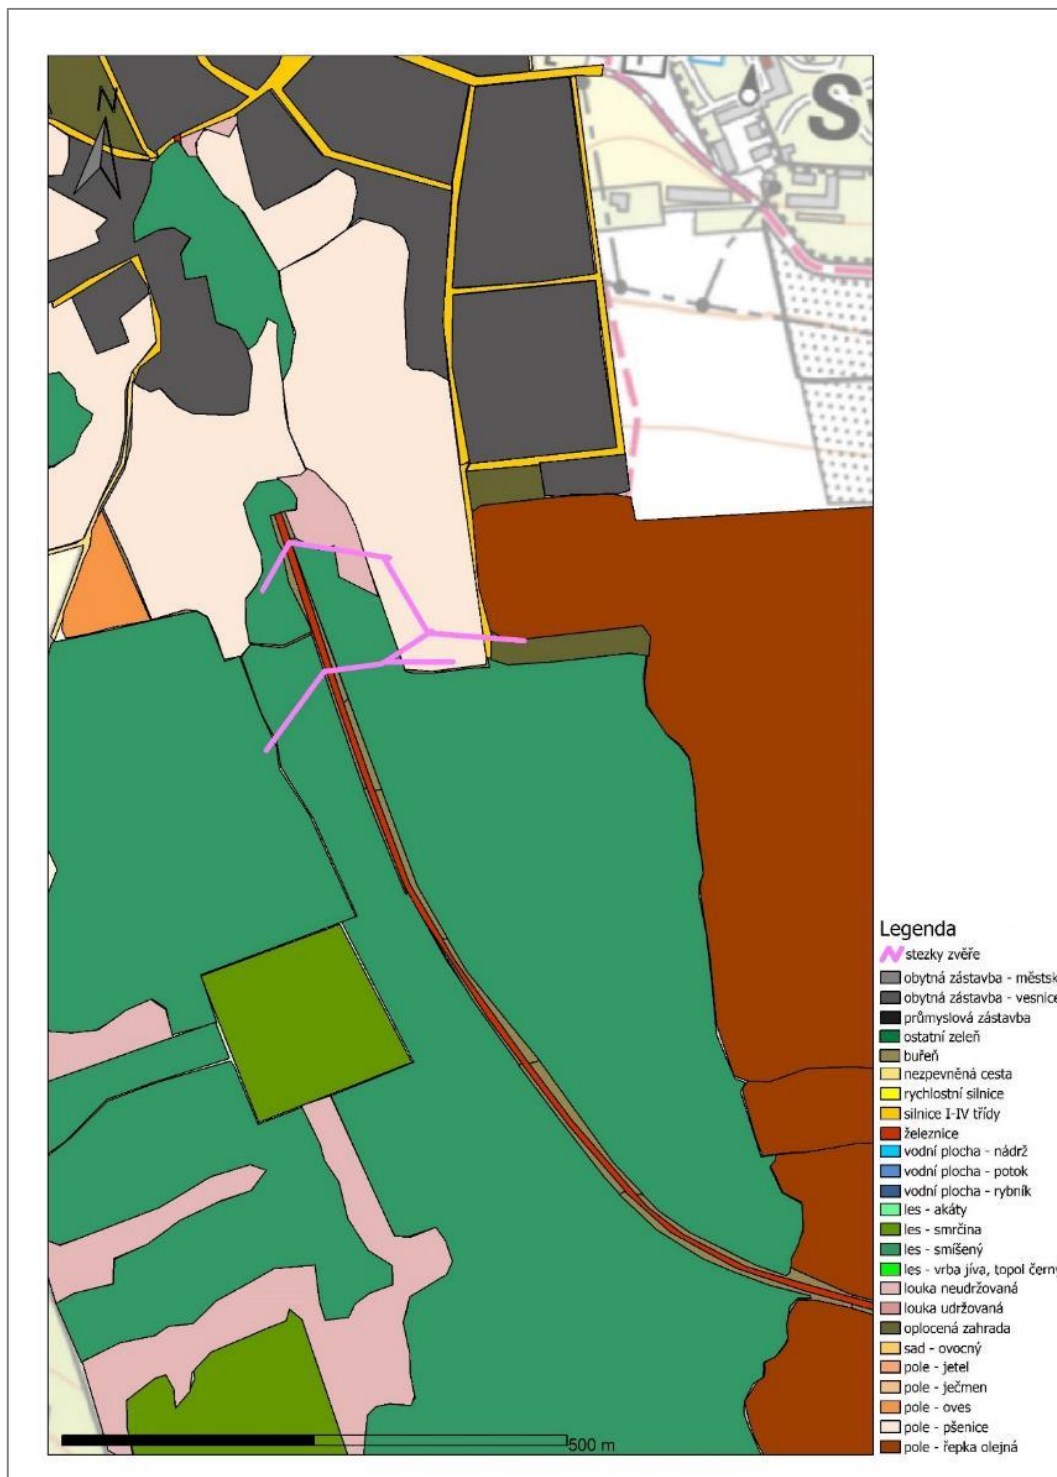 N
S
Legenda
stezky zvěře
obytná zástavba - městsk
obytná zástavba - vesnice
průmyslová zástavba
ostatní zeleň
buřeň
nezpevněná cesta
rychlostní silnice
silnice I-IV třídy
železnice
vodní plocha - nádrž
vodní plocha - potok
vodní plocha - rybník
les - akáty
les - smrčina
les - smíšený
les - vrba jíva, topol černý
louka neudržovaná
louka udržovaná
oplocená zahrada
sad - ovocný
pole - jetel
pole - ječmen
pole - oves
pole - pšenice
pole - řepka olejná
500 m